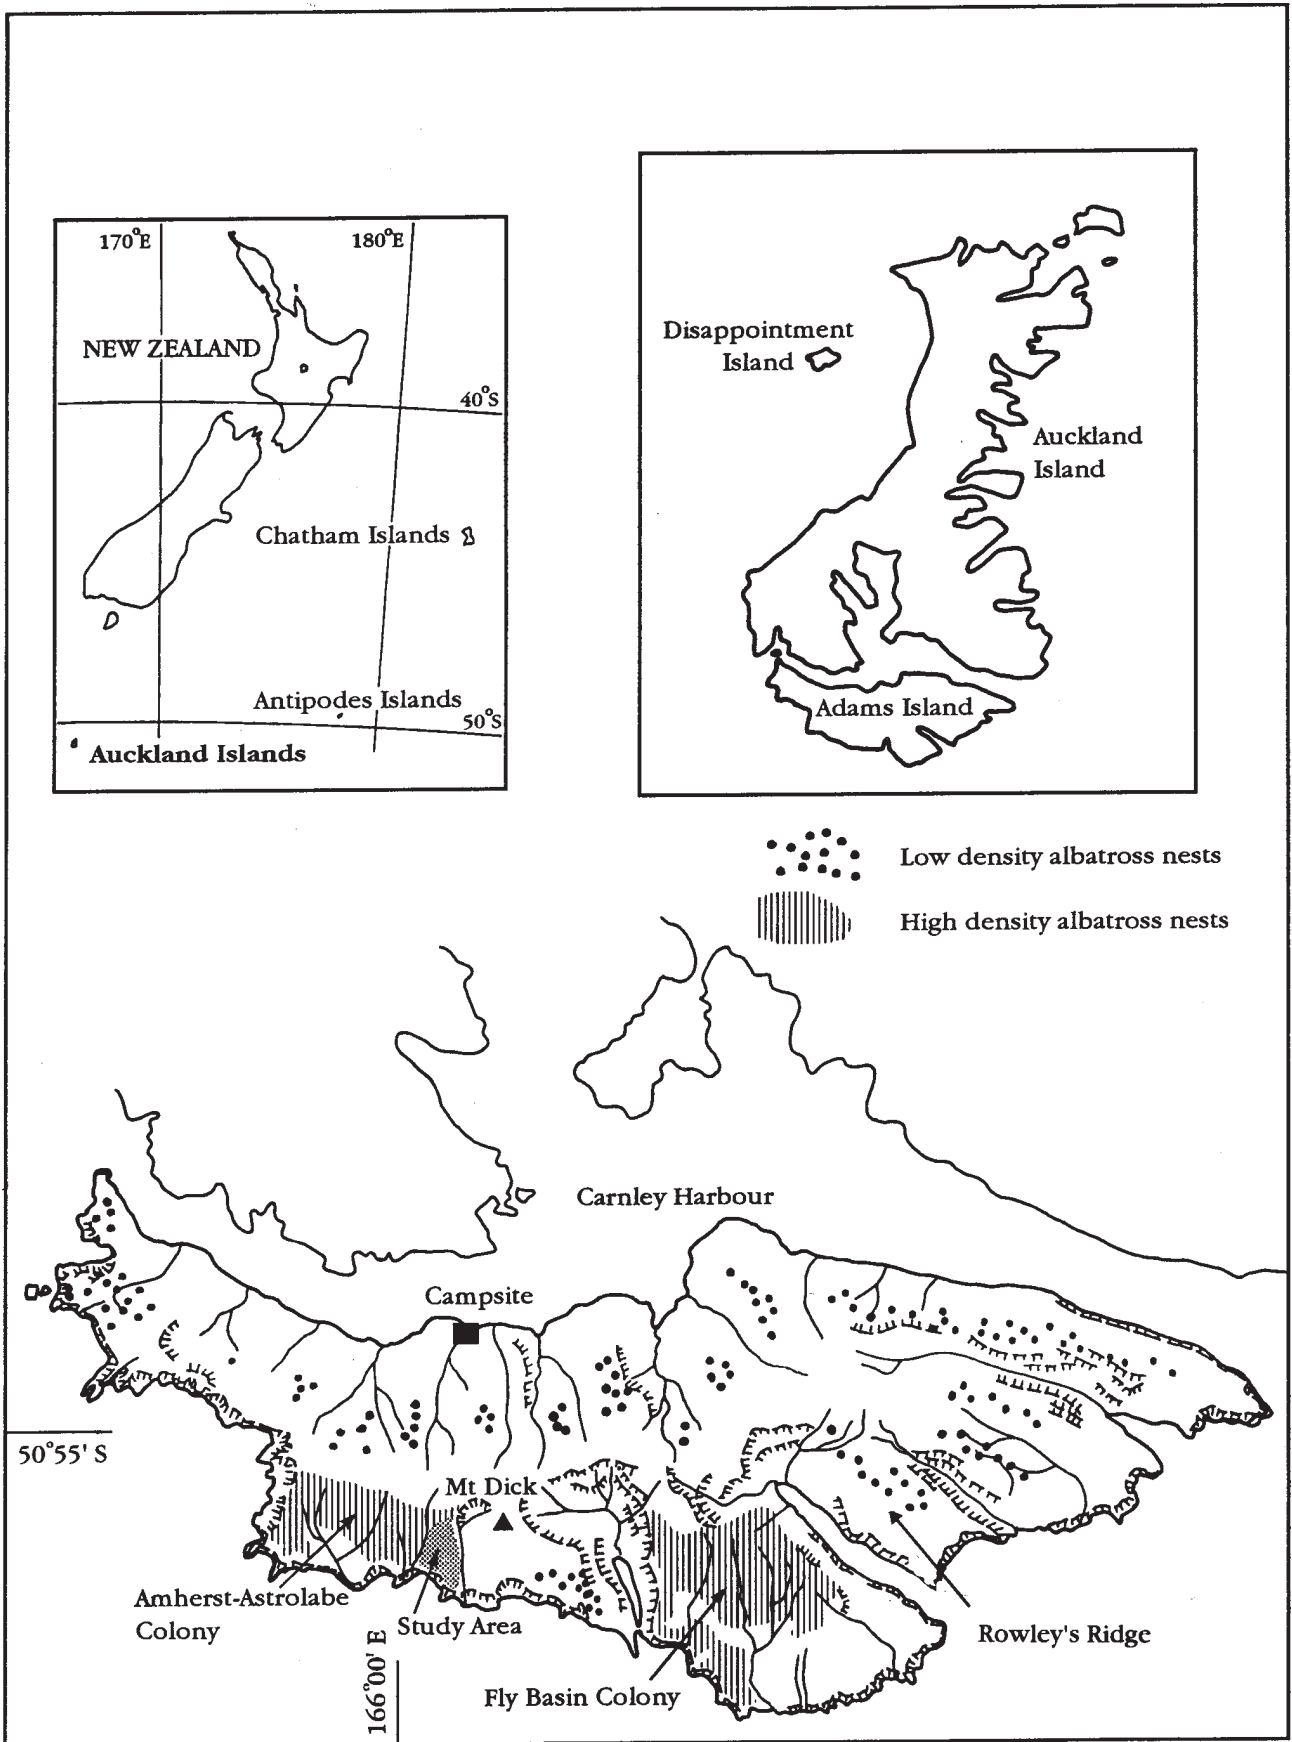 170°E
180°E
NEW ZEALAND
40°S
Chatham Islands
Antipodes Islands
50°S
Auckland Islands
Disappointment
Island
Auckland
Island
Adams Island
Low density albatross nests
High density albatross nests
Carnley Harbour
Campsite
50°55' S
Mt Dick
Amherst-Astrolabe
Colony
Study Area
166°00' E
Fly Basin Colony
Rowley's Ridge